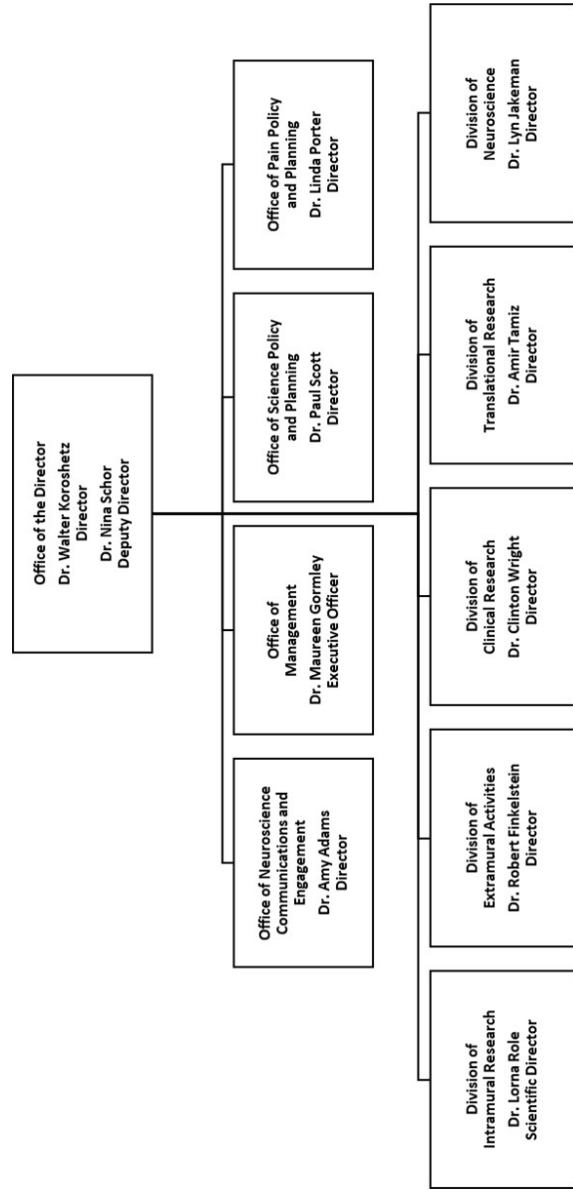 Office of the Director
Dr. Walter Koroshetz
Director
Dr. Nina Schor
Deputy Director
Office of Neuroscience
Communications and
Engagement
Dr. Amy Adams
Director
Office of
Management
Dr. Maureen Gormley
Executive Officer
Office of Science Policy
and Planning
Dr. Paul Scott
Director
Office of Pain Policy
and Planning
Dr. Linda Porter
Director
Division of
Intramural Research
Dr. Lorna Role
Scientific Director
Division of
Extramural Activities
Dr. Robert Finkelstein
Director
Division of
Clinical Research
Dr. Clinton Wright
Director
Division of
Translational Research
Dr. Amir Tamiz
Director
Division of
Neuroscience
Dr. Lyn Jakeman
Director